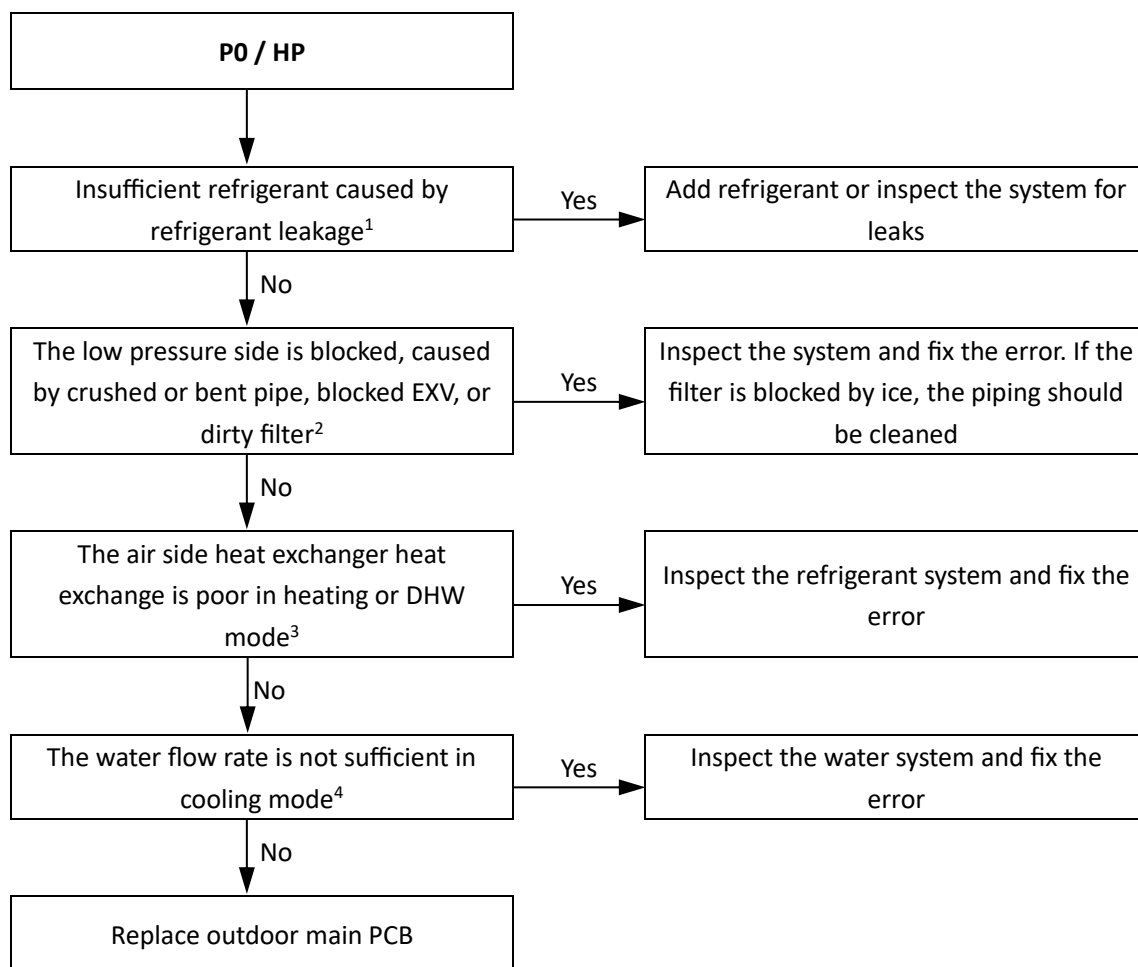 P0 / HP
Insufficient refrigerant caused by
refrigerant leakage¹
Yes
Add refrigerant or inspect the system for
leaks
No
The low pressure side is blocked, caused
by crushed or bent pipe, blocked EXV, or
dirty filter²
Yes
Inspect the system and fix the error. If the
filter is blocked by ice, the piping should
be cleaned
No
The air side heat exchanger heat
exchange is poor in heating or DHW
mode³
Yes
Inspect the refrigerant system and fix the
error
No
The water flow rate is not sufficient in
cooling mode⁴
Yes
Inspect the water system and fix the
error
No
Replace outdoor main PCB